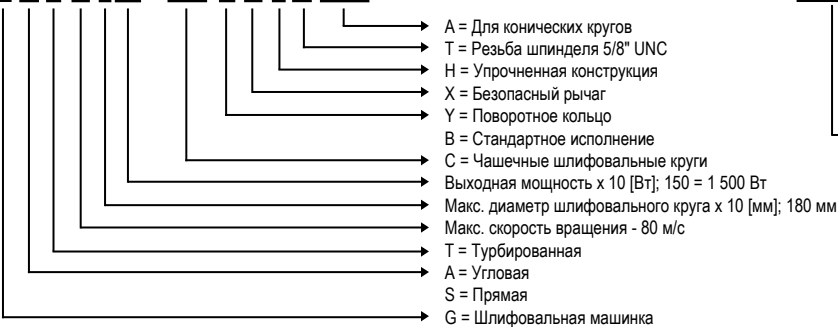 А = Для конических кругов
Т = Резьба шпинделя 5/8" UNC
Н = Упрочненная конструкция
Х = Безопасный рычаг
Y = Поворотное кольцо
В = Стандартное исполнение
С = Чашечные шлифовальные круги
Выходная мощность х 10 [Вт]; 150 = 1 500 Вт
Макс. диаметр шлифовального круга х 10 [мм]; 180 мм
Макс. скорость вращения - 80 м/с
Т = Турбированная
А = Угловая
S = Прямая
G = Шлифовальная машинка